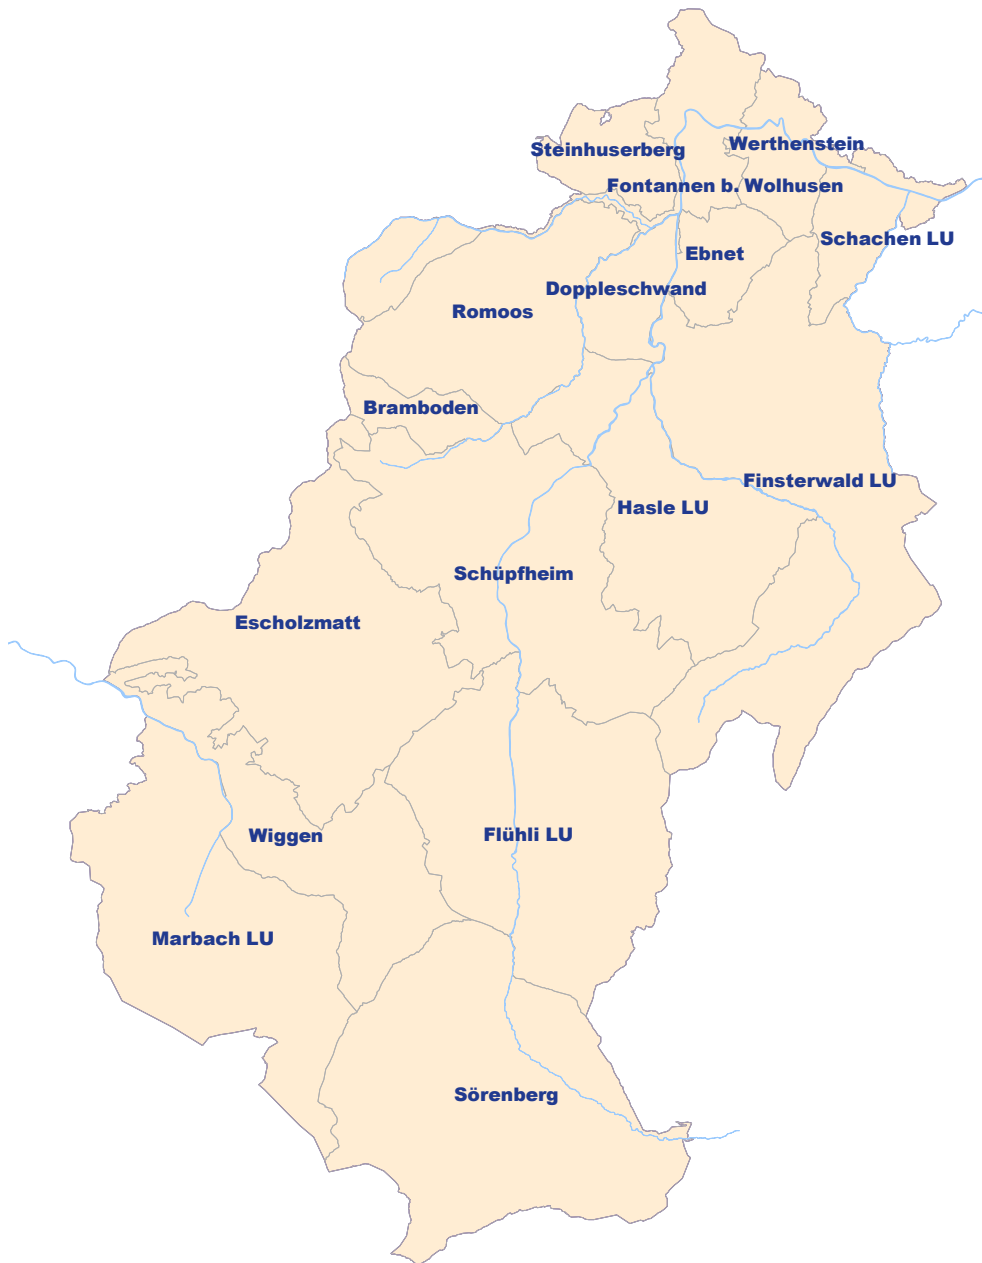 Werthenstein
Steinhuserberg
Fontannen b. Wolhusen
Schachen LU
Ebnet
Doppleschwand
Romoos
Bramboden
Finsterwald LU
Hasle LU
Schüpfheim
Escholzmatt
Flühli LU
Wiggen
Marbach LU
Sörenberg